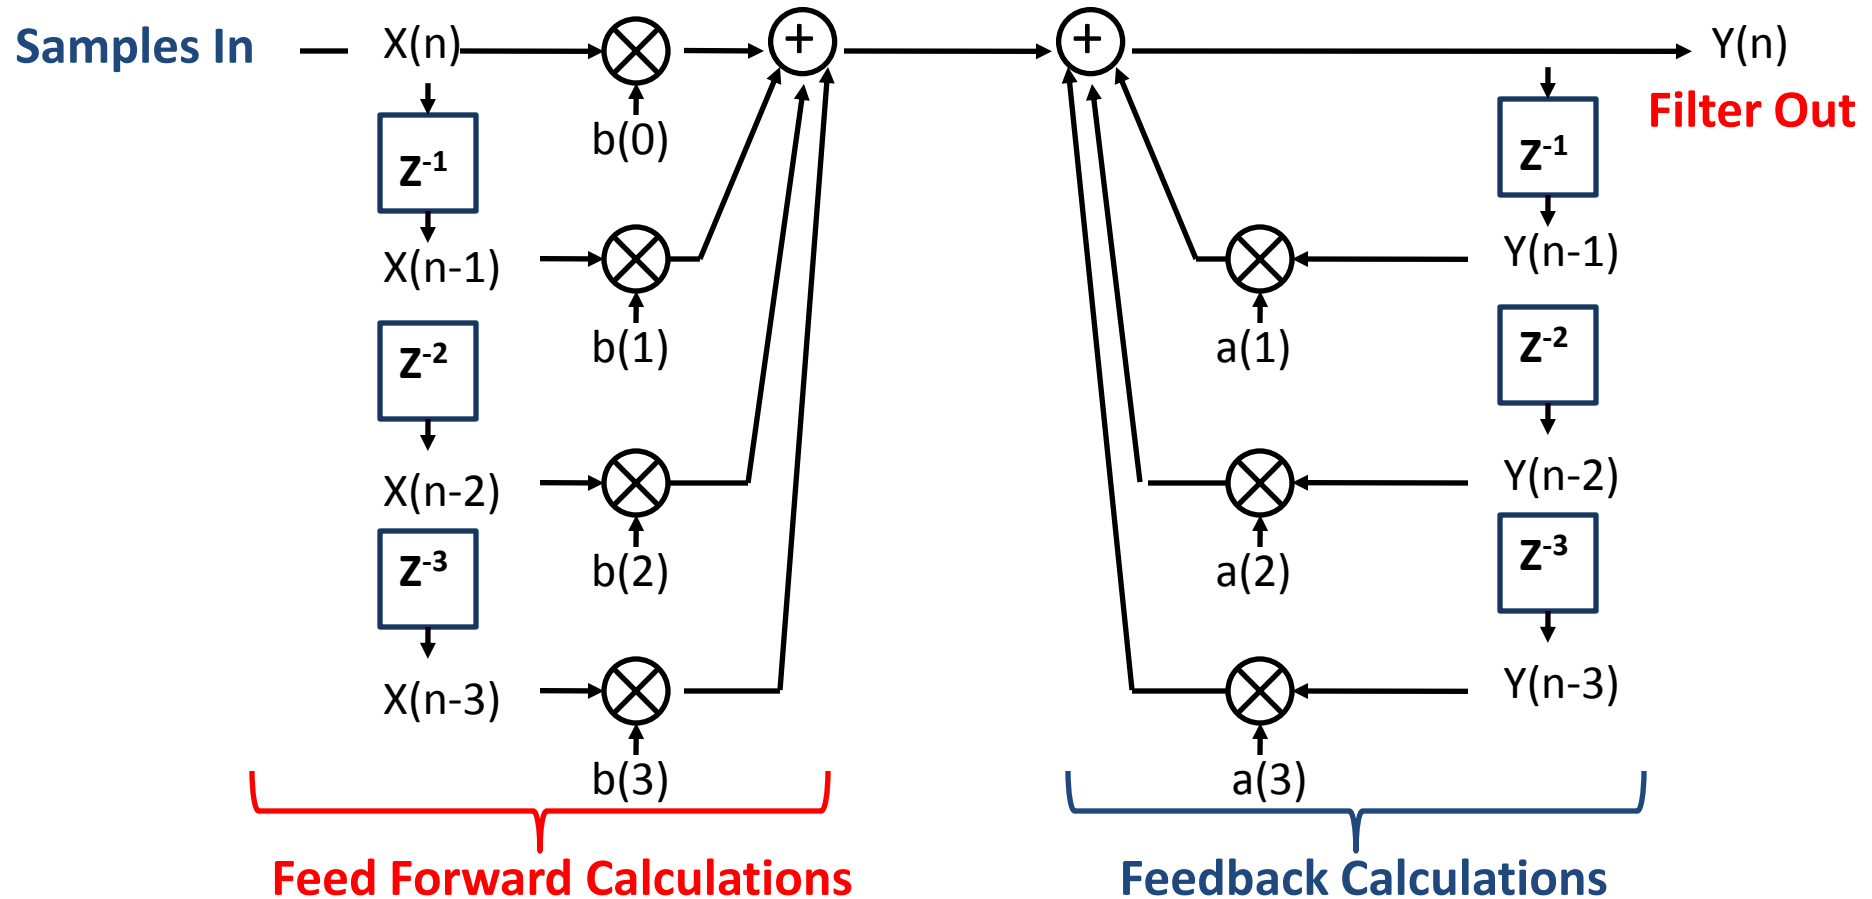 Samples In X(n) + + Y(n)
Filter Out
b(0)
Z-1 Z-1
X(n-1) Y(n-1)
b(1) a(1)
Z-2 Z-2
X(n-2) Y(n-2)
b(2) a(2)
Z-3 Z-3
X(n-3) Y(n-3)
b(3) a(3)
Feed Forward Calculations Feedback Calculations